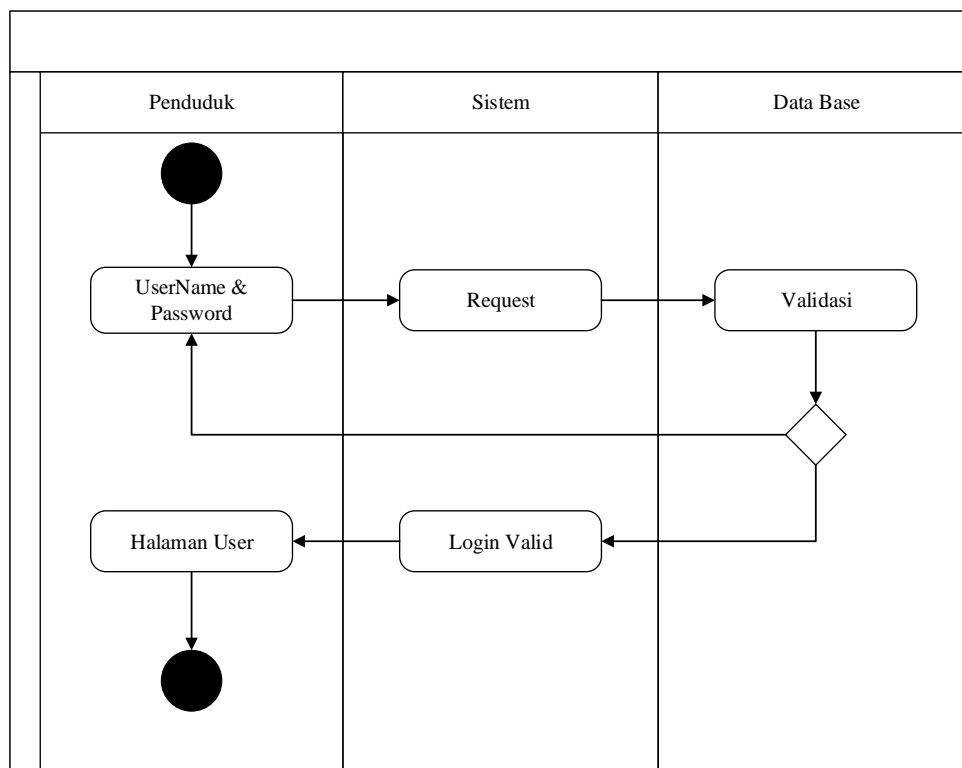 Penduduk
Sistem
Data Base
UserName &
Password
Request
Validasi
Halaman User
Login Valid